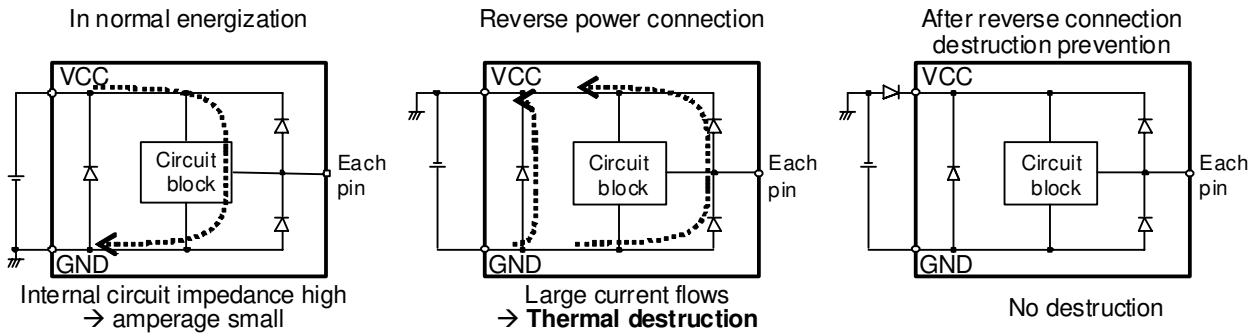 In normal energization
VCC
Circuit
block
Each
pin
GND
Internal circuit impedance high
→ amperage small
Reverse power connection
VCC
Circuit
block
Each
pin
GND
Large current flows
→ Thermal destruction
After reverse connection
destruction prevention
VCC
Circuit
block
Each
pin
GND
No destruction